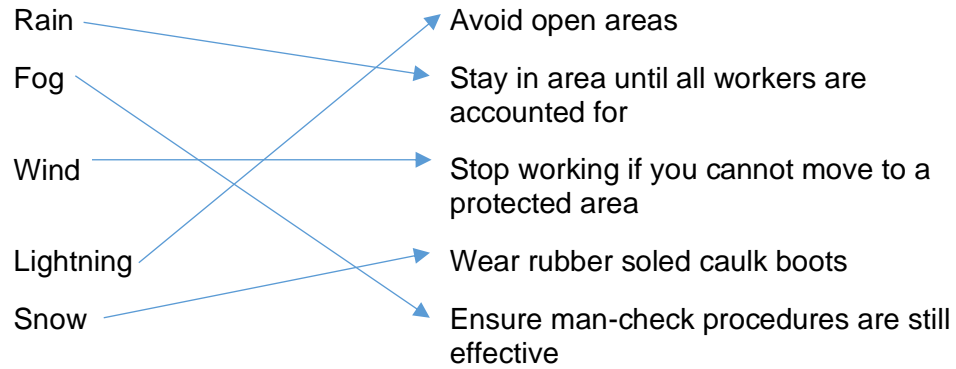 Rain
Avoid open areas
Fog
Stay in area until all workers are
accounted for
Wind
Stop working if you cannot move to a
protected area
Lightning
Wear rubber soled caulk boots
Snow
Ensure man-check procedures are still
effective